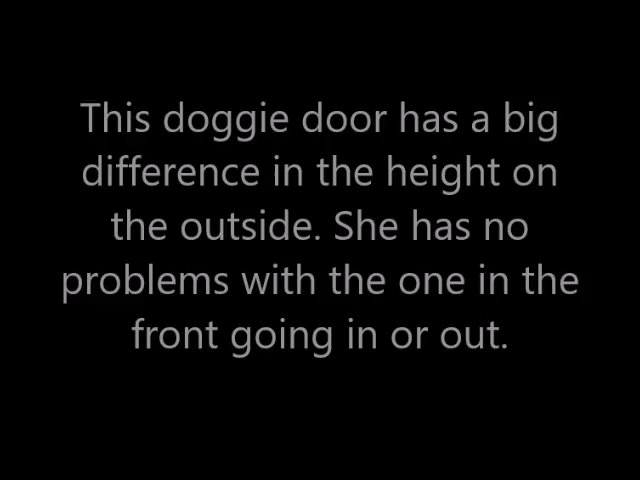 This doggie door has a big
difference in the height on
the outside. She has no
problems with the one in the
front going in or out.